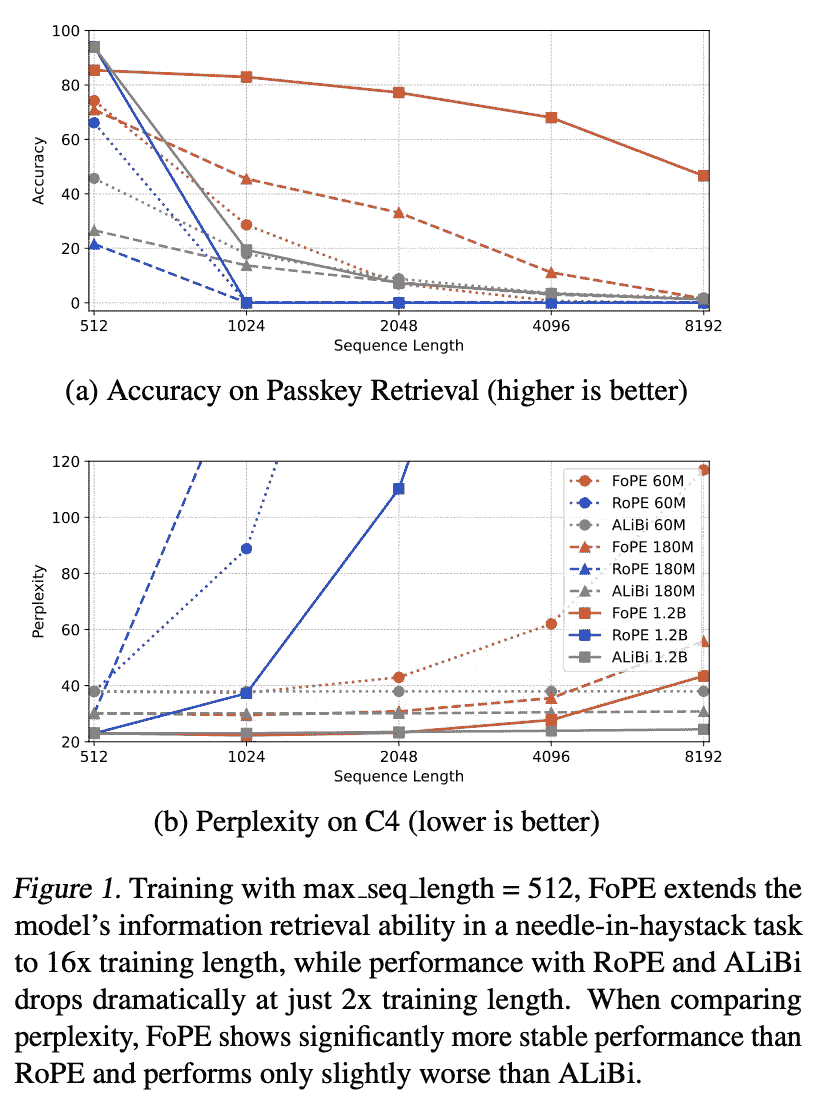 100
80
60
40
20
0
Accuracy
512
1024
2048
4096
8192
Sequence Length
(a) Accuracy on Passkey Retrieval (higher is better)
120
100
80
60
40
20
Perplexity
FoPE 60M
RoPE 60M
ALiBi 60M
FoPE 180M
RoPE 180M
ALiBi 180M
FoPE 1.2B
RoPE 1.2B
ALiBi 1.2B
512
1024
2048
4096
8192
Sequence Length
(b) Perplexity on C4 (lower is better)
Figure 1. Training with max_seq_length = 512, FoPE extends the
model's information retrieval ability in a needle-in-haystack task
to 16x training length, while performance with RoPE and ALiBi
drops dramatically at just 2x training length. When comparing
perplexity, FoPE shows significantly more stable performance than
RoPE and performs only slightly worse than ALiBi.